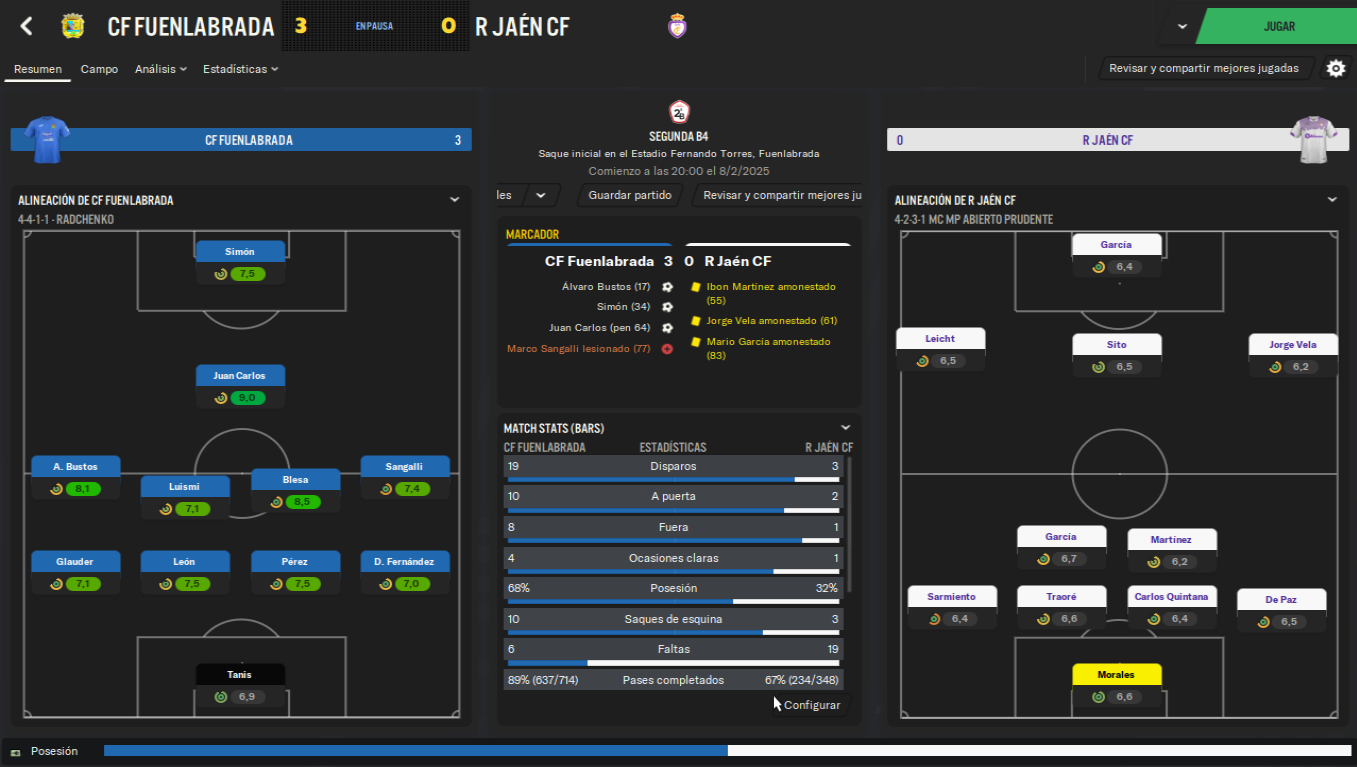 CF FUENLABRADA
3
EN PAUSA
0
R JAÉN CF
JUGAR
Resumen
Campo
Análisis
Estadísticas
Revisar y compartir mejores jugadas
CF FUENLABRADA
3
ALINEACIÓN DE CF FUENLABRADA
4-4-1-1 - RADCHENKO
Simón
7,5
Juan Carlos
9,0
A. Bustos
8,1
Luismi
7,1
Blesa
8,5
Sangalli
7,4
Glauder
7,1
León
7,5
Pérez
7,5
D. Fernández
7,0
Tanis
6,9
2ªB
SEGUNDA B4
Saque inicial en el Estadio Fernando Torres, Fuenlabrada
Comienzo a las 20:00 el 8/2/2025
les
Guardar partido
Revisar y compartir mejores ju
MARCADOR
CF Fuenlabrada 3 0 R Jaén CF
Álvaro Bustos (17)
Simón (34)
Juan Carlos (pen 64)
Marco Sangalli lesionado (77)
Ibon Martínez amonestado
(55)
Jorge Vela amonestado (61)
Mario García amonestado
(83)
MATCH STATS (BARS)
CF FUENLABRADA ESTADÍSTICAS R JAÉN CF
19 Disparos 3
10 A puerta 2
8 Fuera 1
4 Ocasiones claras 1
68% Posesión 32%
10 Saques de esquina 3
6 Faltas 19
89% (637/714) Pases completados 67% (234/348)
Configurar
0
R JAÉN CF
ALINEACIÓN DE R JAÉN CF
4-2-3-1 MC MP ABIERTO PRUDENTE
García
6,4
Leicht
6,5
Sito
6,5
Jorge Vela
6,2
García
6,7
Martínez
6,2
Sarmiento
6,4
Traoré
6,6
Carlos Quintana
6,4
De Paz
6,5
Morales
6,6
Posesión